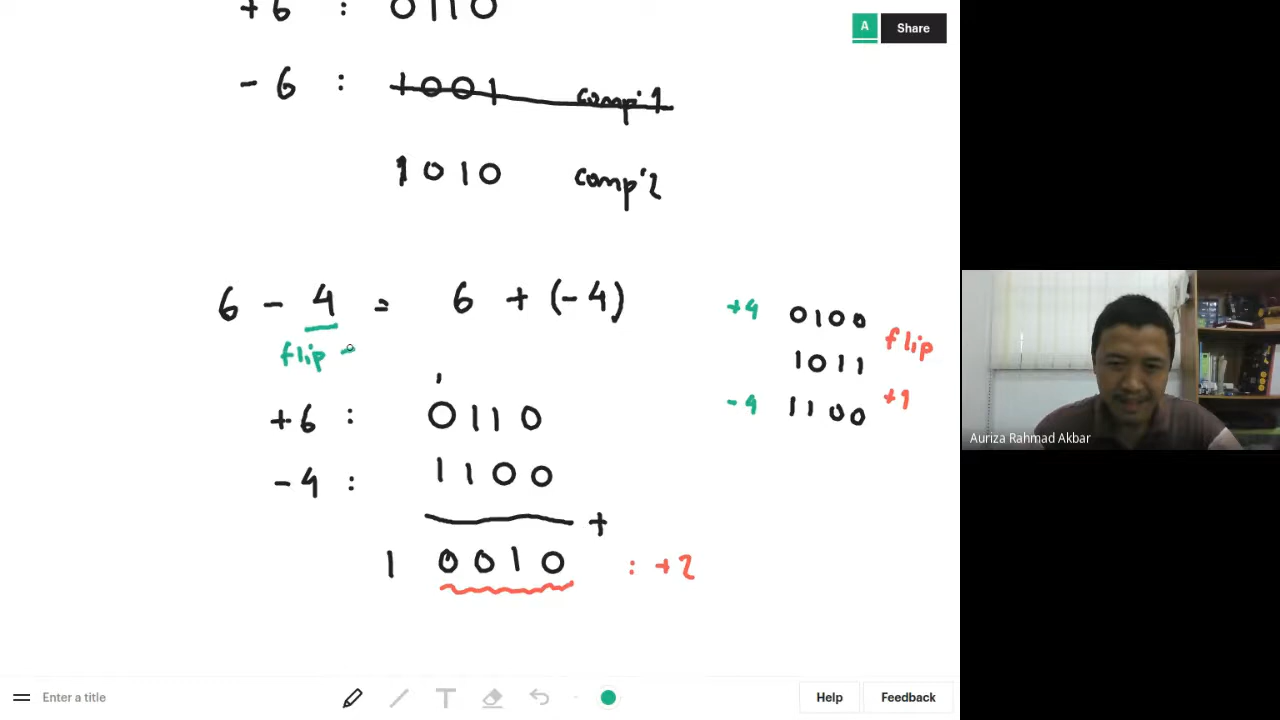 +6 : 0110
A Share
- 6 : 1001 comp'1
1010 comp'2
6 - 4 = 6 + (-4)
flip -
+4 0100
flip
1011
-4 1100 +1
+6 : 0110
-4 : 1100
+
1 0010 : +2
Auriza Rahmad Akbar
Enter a title
T
Help
Feedback